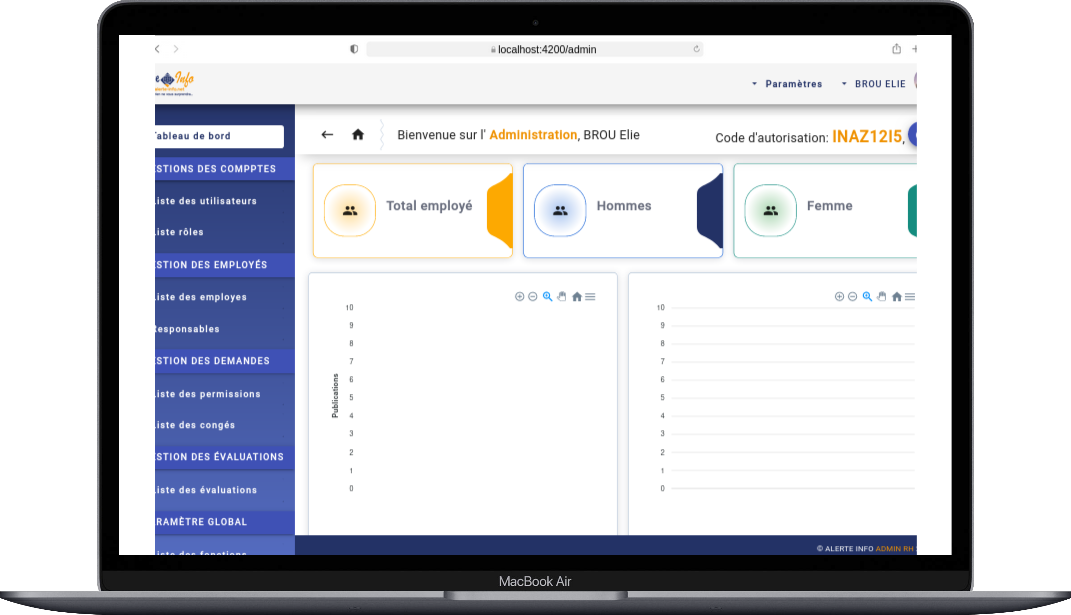 localhost:4200/admin
e Info
Paramètres
BROU ELIE
Tableau de bord
Bienvenue sur l' Administration, BROU Elie
Code d'autorisation: INAZ12I5,
STIONS DES COMPPTES
Liste des utilisateurs
Liste rôles
STION DES EMPLOYÉS
Liste des employes
Responsables
STION DES DEMANDES
Liste des permissions
Liste des congés
STION DES ÉVALUATIONS
Liste des évaluations
RAMÈTRE GLOBAL
Liste des fonctions
Total employé
Hommes
Femme
10
9
8
7
6
5
4
3
2
1
0
Publications
10
9
8
7
6
5
4
3
2
1
0
© ALERTE INFO ADMIN RH
MacBook Air